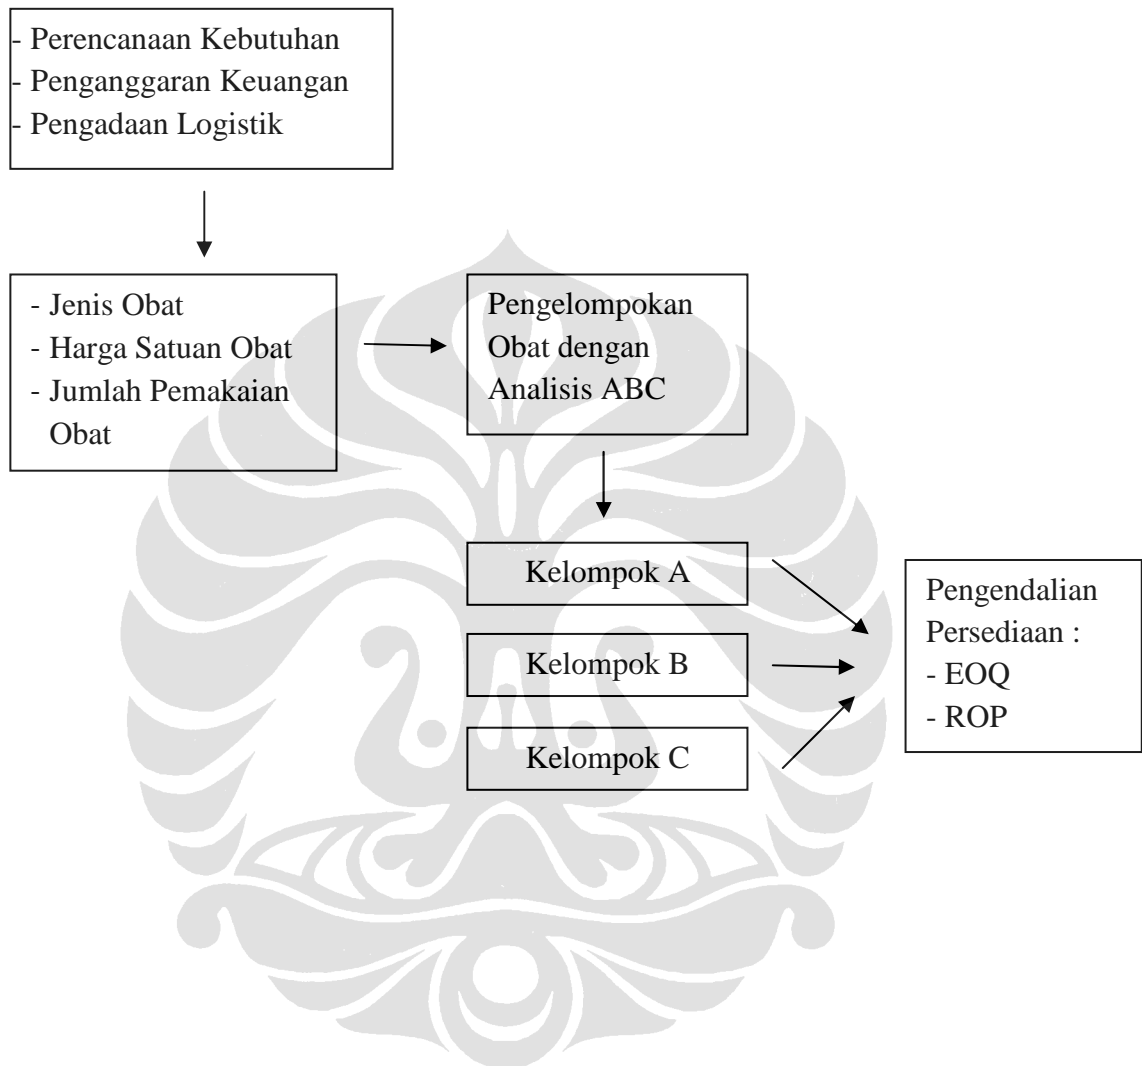 - Perencanaan Kebutuhan
- Penganggaran Keuangan
- Pengadaan Logistik
- Jenis Obat
- Harga Satuan Obat
- Jumlah Pemakaian
Obat
Pengelompokan
Obat dengan
Analisis ABC
Kelompok A
Kelompok B
Kelompok C
Pengendalian
Persediaan :
- EOQ
- ROP